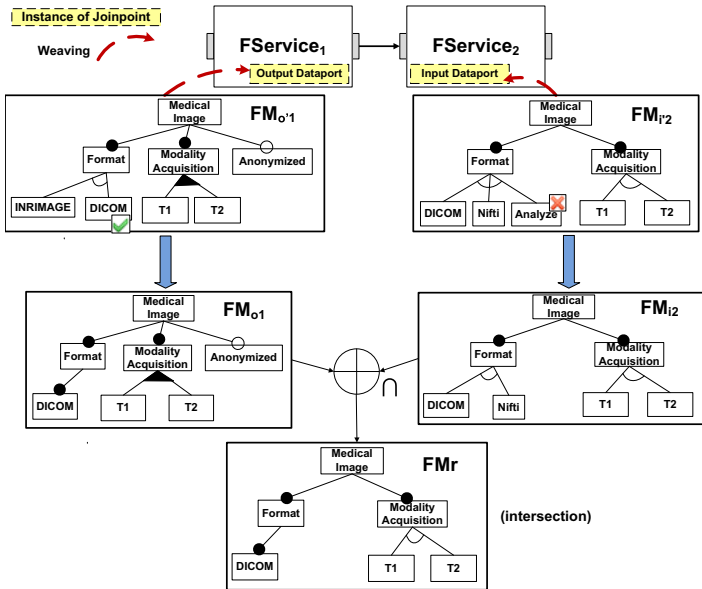 Instance of Joinpoint
Weaving
FService1
Output Dataport
FService2
Input Dataport
Medical
Image
FMo'1
Format
Modality
Acquisition
Anonymized
INRIMAGE
DICOM
T1
T2
Medical
Image
FMi'2
Format
Modality
Acquisition
DICOM
Nifti
Analyze
T1
T2
Medical
Image
FMo1
Format
Modality
Acquisition
Anonymized
DICOM
T1
T2
Medical
Image
FMi2
Format
Modality
Acquisition
DICOM
Nifti
T1
T2
∩
Medical
Image
FMr
Format
Modality
Acquisition
DICOM
T1
T2
(intersection)